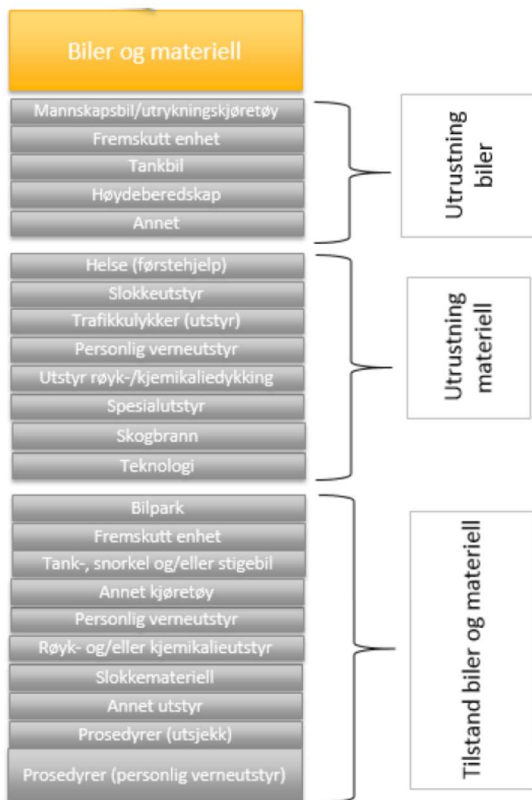 Biler og materiell
Mannskapsbil/utrykningskjøretøy
Fremskutt enhet
Tankbil
Høydeberedskap
Annet
Utrustning
biler
Helse (førstehjelp)
Slokkeutstyr
Trafikkulykker (utstyr)
Personlig verneutstyr
Utstyr røyk-/kjemikaliedykking
Spesialutstyr
Skogbrann
Teknologi
Utrustning
materiell
Bilpark
Fremskutt enhet
Tank-, snorkel og/eller stigebil
Annet kjøretøy
Personlig verneutstyr
Røyk- og/eller kjemikalieutstyr
Slokkemateriell
Annet utstyr
Prosedyrer (utsjekk)
Prosedyrer (personlig verneutstyr)
Tilstand biler og materiell